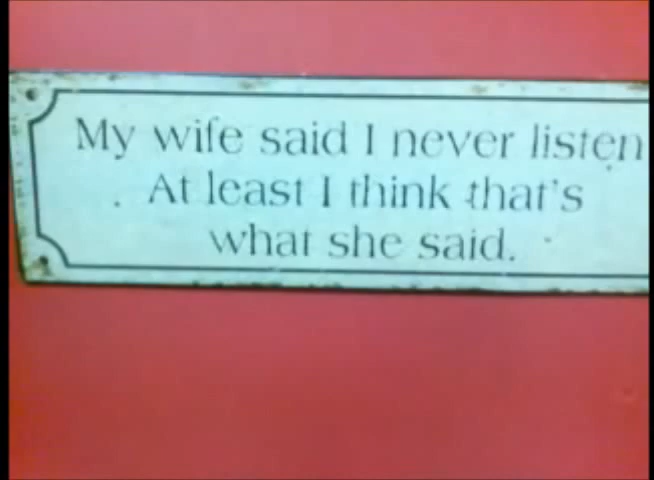 My wife said I never listen
At least I think that's
what she said.